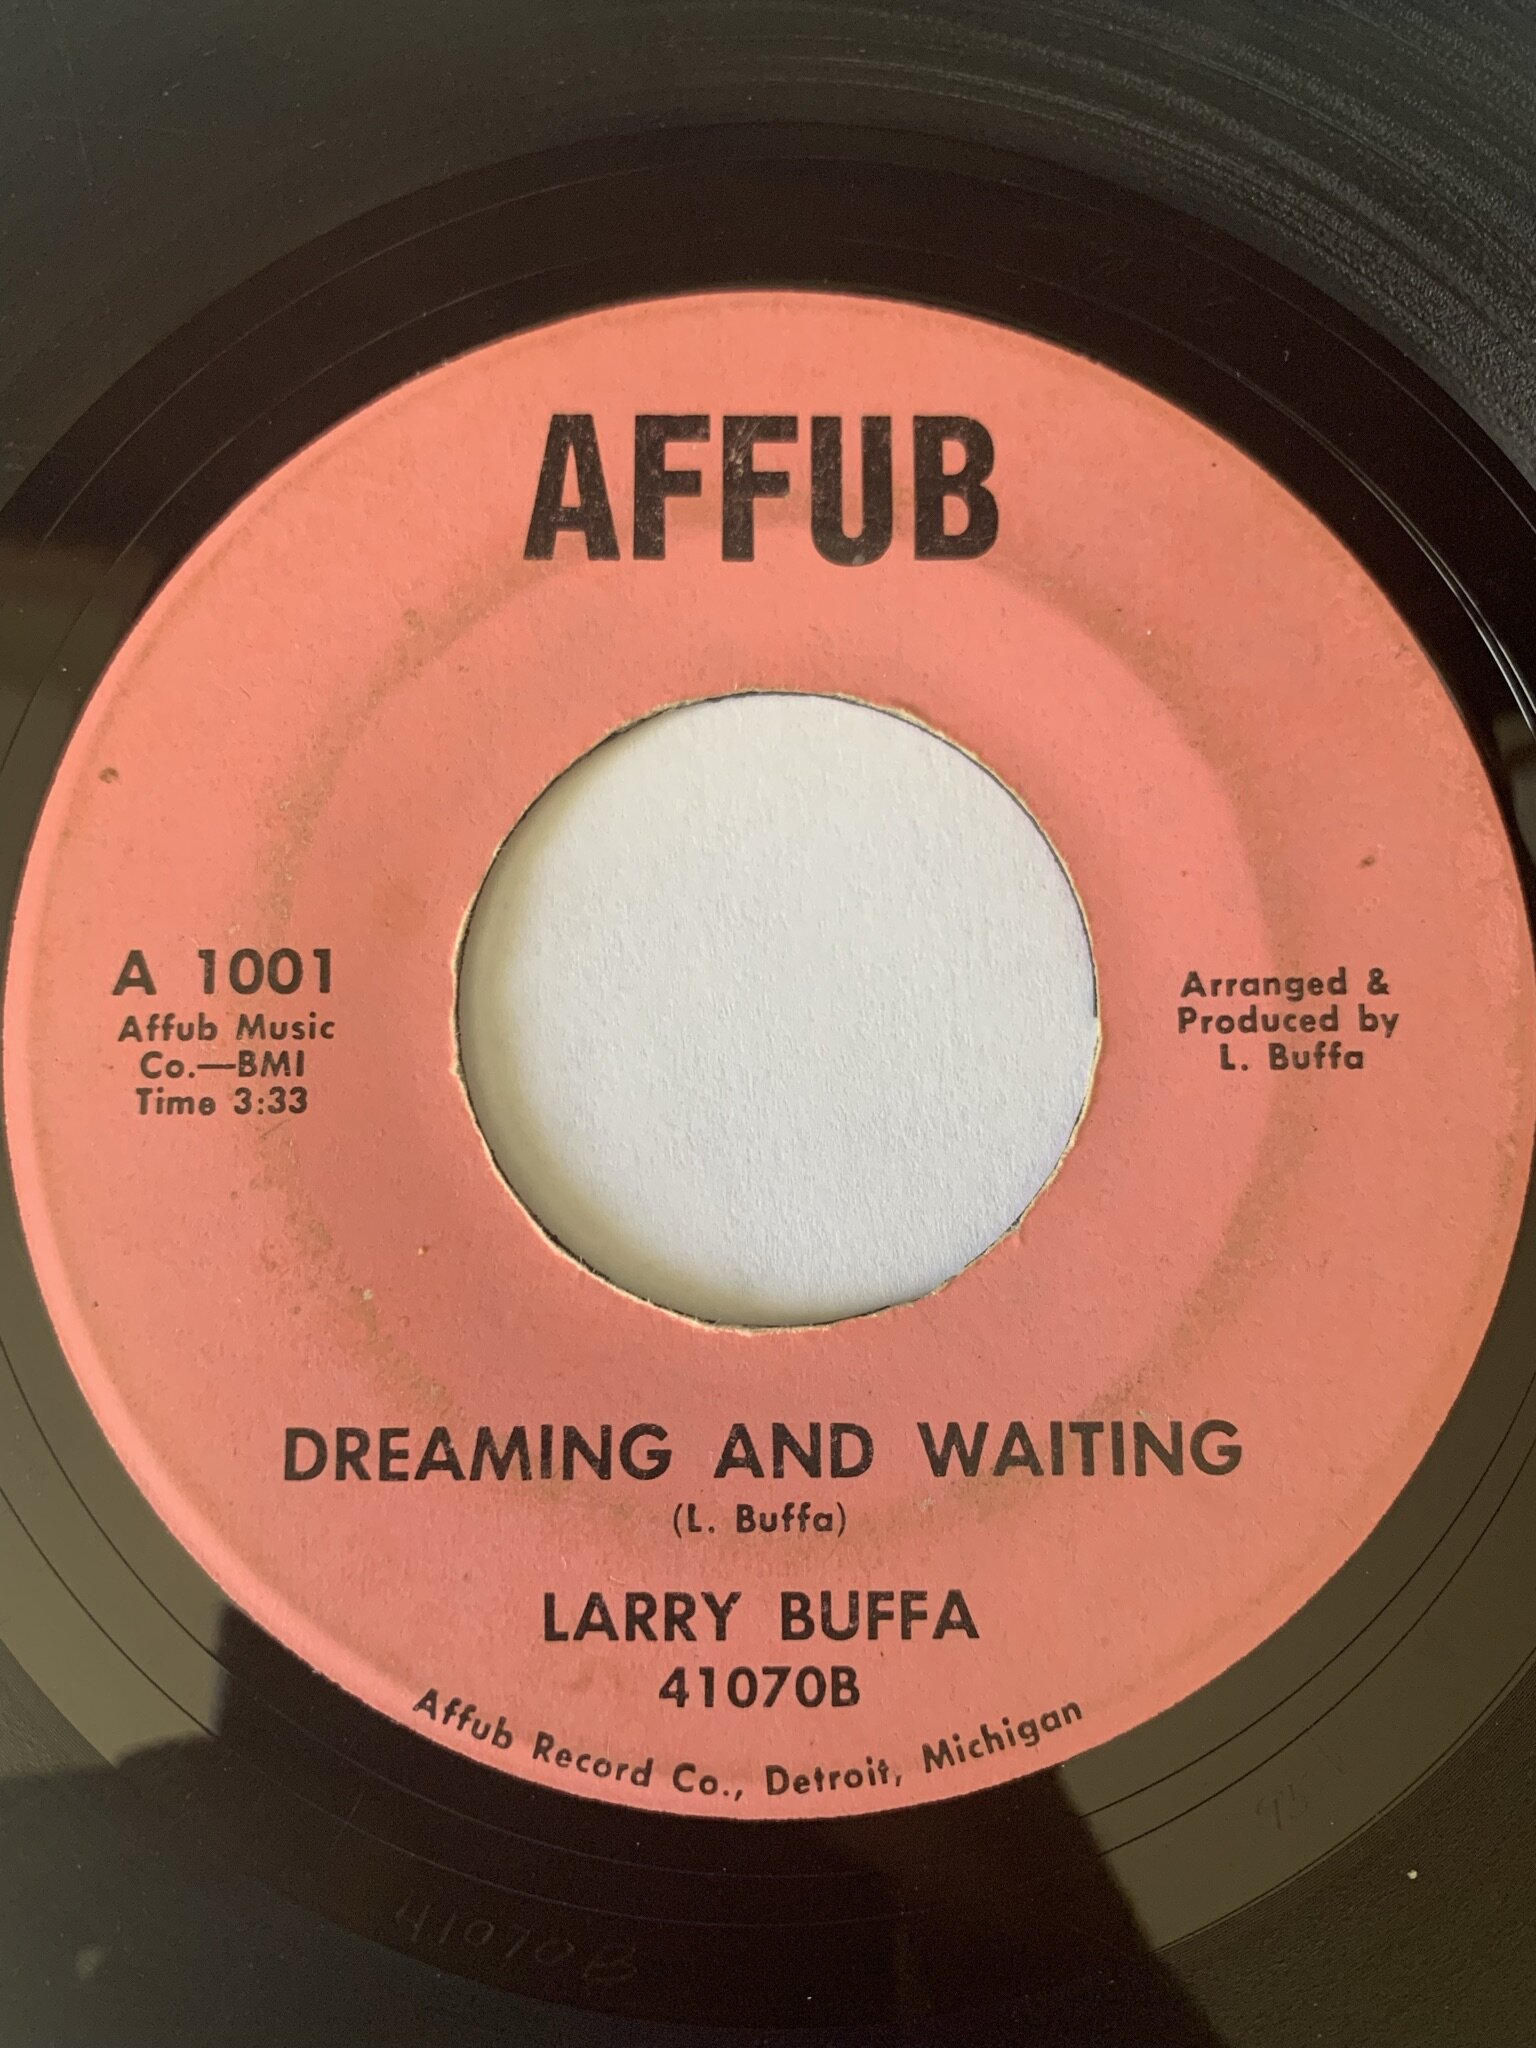 AFFUB
A 1001
Affub Music
Co.—BMI
Time 3:33
Arranged &
Produced by
L. Buffa
DREAMING AND WAITING
(L. Buffa)
LARRY BUFFA
41070B
Affub Record Co., Detroit, Michigan
41070B